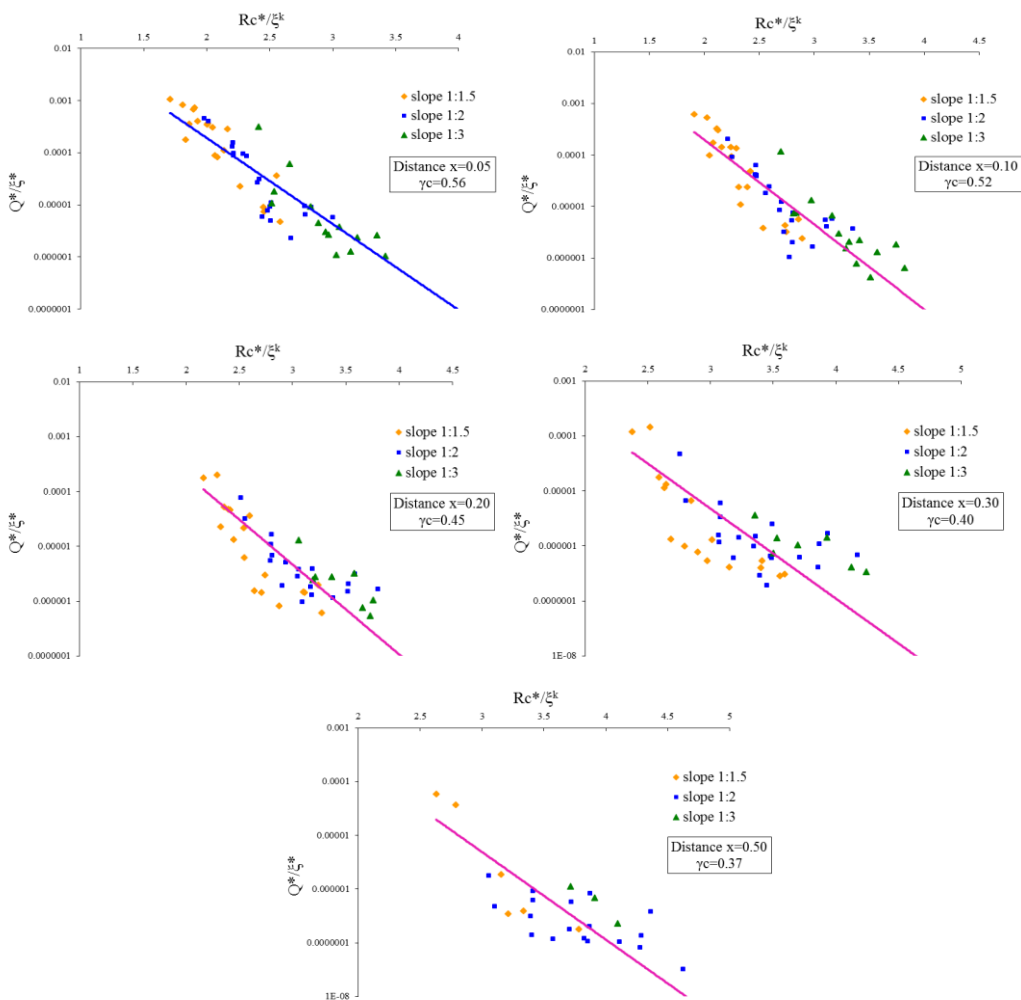 Rc*/ξᵏ
1 1.5 2 2.5 3 3.5 4
0.01
0.001
0.0001
0.00001
0.000001
0.0000001
Q*/ξ*
slope 1:1.5
slope 1:2
slope 1:3
Distance x=0.05
γc=0.56
Rc*/ξᵏ
1 1.5 2 2.5 3 3.5 4 4.5
0.01
0.001
0.0001
0.00001
0.000001
0.0000001
Q*/ξ*
slope 1:1.5
slope 1:2
slope 1:3
Distance x=0.10
γc=0.52
Rc*/ξᵏ
1 1.5 2 2.5 3 3.5 4 4.5
0.01
0.001
0.0001
0.00001
0.000001
0.0000001
Q*/ξ*
slope 1:1.5
slope 1:2
slope 1:3
Distance x=0.20
γc=0.45
Rc*/ξᵏ
2 2.5 3 3.5 4 4.5 5
0.001
0.0001
0.00001
0.000001
0.0000001
1E-08
Q*/ξ*
slope 1:1.5
slope 1:2
slope 1:3
Distance x=0.30
γc=0.40
Rc*/ξᵏ
2 2.5 3 3.5 4 4.5 5
0.001
0.0001
0.00001
0.000001
0.0000001
1E-08
Q*/ξ*
slope 1:1.5
slope 1:2
slope 1:3
Distance x=0.50
γc=0.37